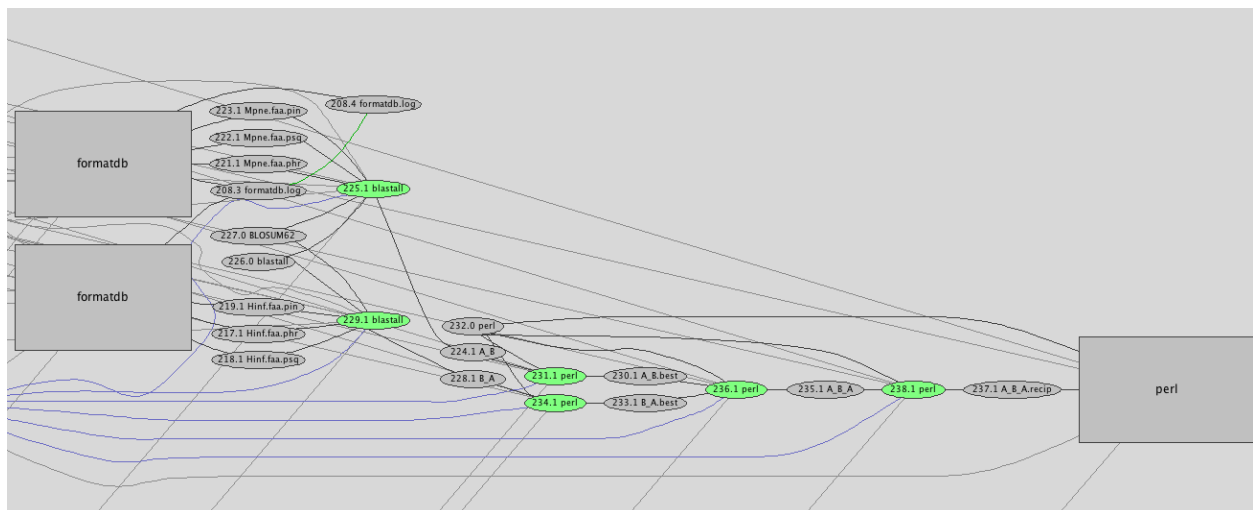 formatdb
223.1 Mpne.faa.pin
208.4 formatdb.log
222.1 Mpne.faa.psq
221.1 Mpne.faa.phr
208.3 formatdb.log
225.1 blastall
227.0 BLOSUM62
226.0 blastall
formatdb
219.1 Hinf.faa.pin
217.1 Hinf.faa.phr
218.1 Hinf.faa.psq
229.1 blastall
232.0 perl
224.1 A_B
228.1 B_A
231.1 perl
234.1 perl
230.1 A_B.best
233.1 B_A.best
236.1 perl
235.1 A_B_A
238.1 perl
237.1 A_B_A.recip
perl